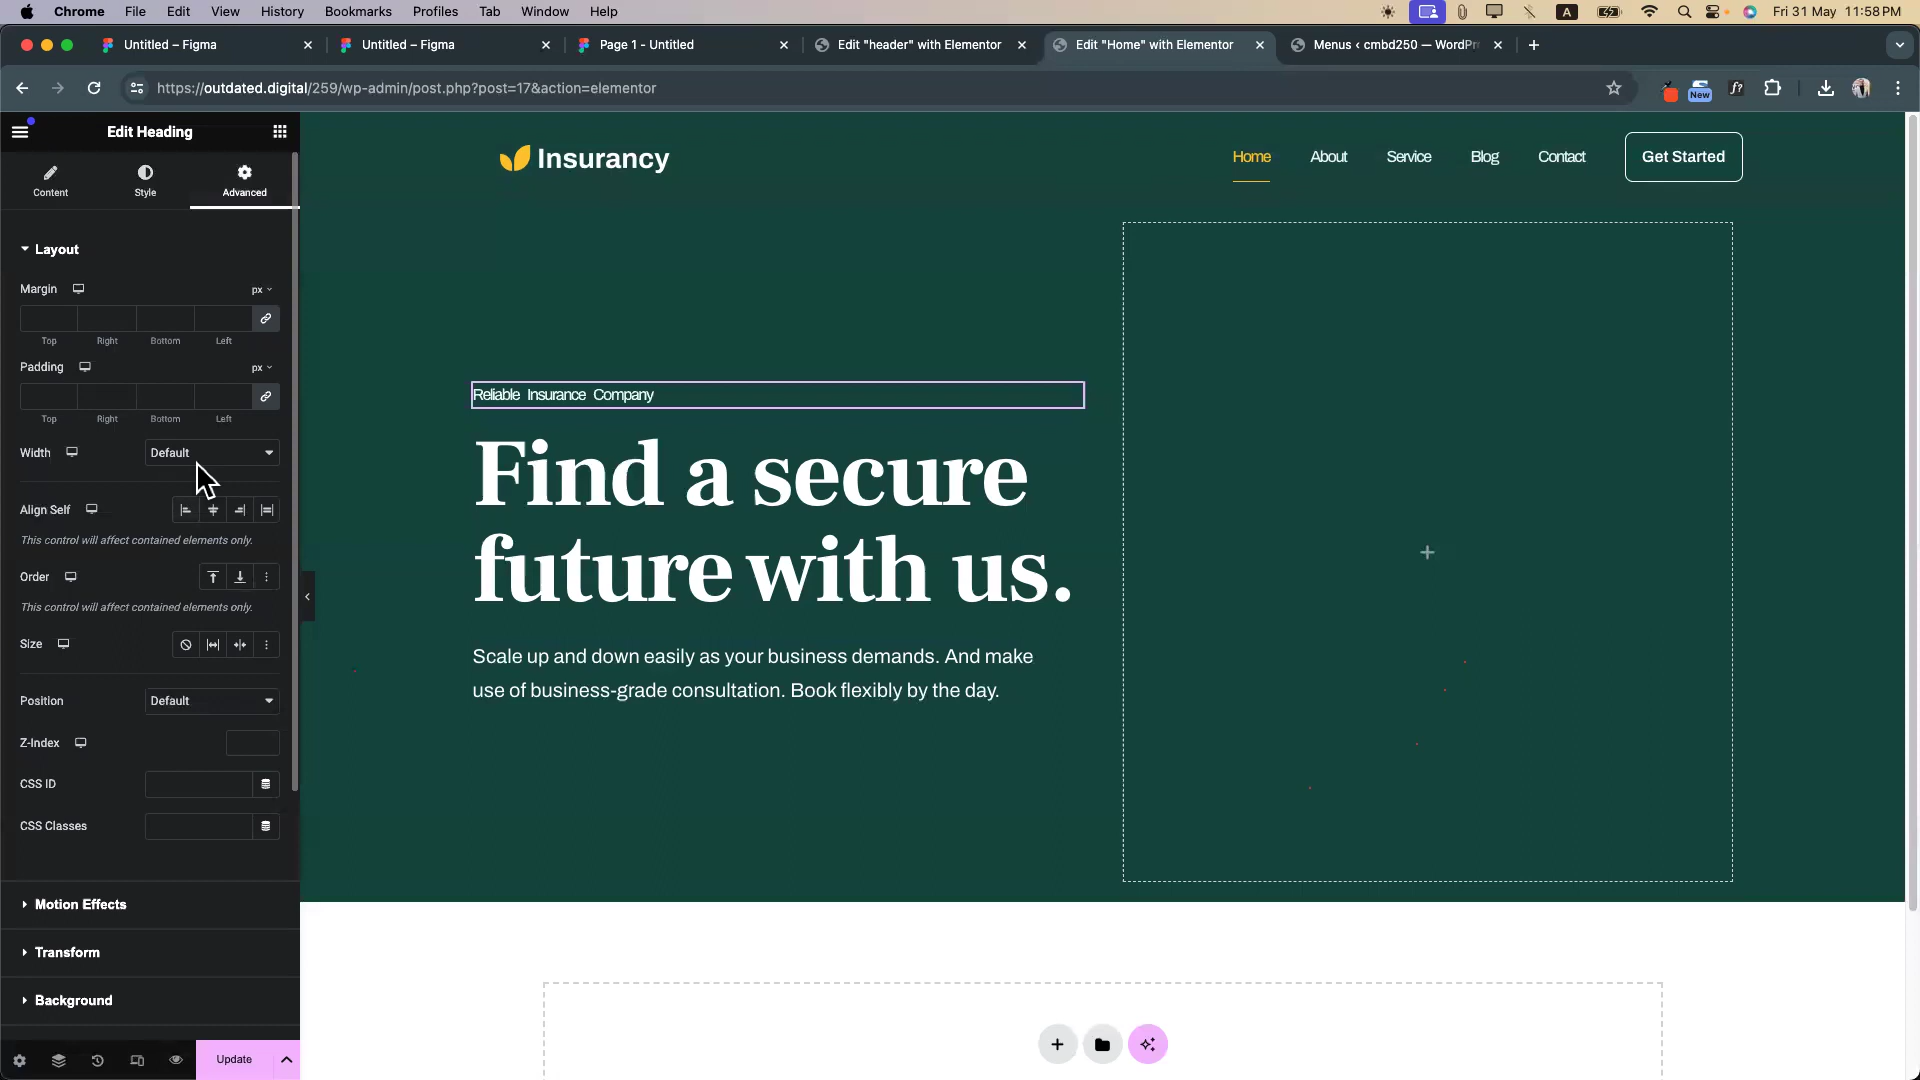 Chrome File Edit View History Bookmarks Profiles Tab Window Help
A Fri 31 May 11:58 PM
Untitled – Figma
Untitled – Figma
Page 1 - Untitled
Edit "header" with Elementor
Edit "Home" with Elementor
Menus ‹ cmbd250 — WordPr
https://outdated.digital/259/wp-admin/post.php?post=17&action=elementor
f?
New
Edit Heading
Content Style Advanced
Layout
Margin px
Top Right Bottom Left
Padding px
Top Right Bottom Left
Width Default
Align Self
This control will affect contained elements only.
Order
This control will affect contained elements only.
Size
Position Default
Z-Index
CSS ID
CSS Classes
Motion Effects
Transform
Background
Update
Insurancy
Home About Service Blog Contact Get Started
Reliable Insurance Company
Find a secure
future with us.
Scale up and down easily as your business demands. And make
use of business-grade consultation. Book flexibly by the day.